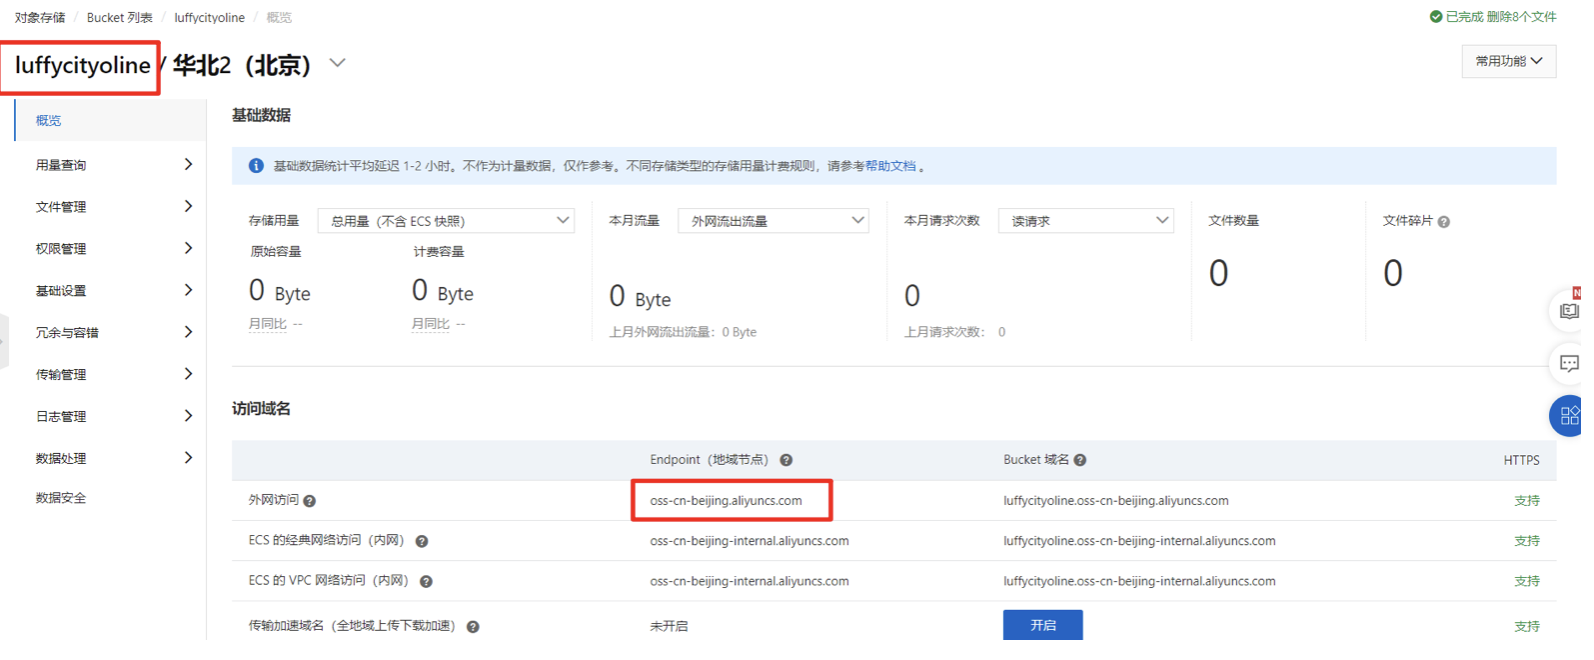 对象存储 / Bucket 列表 / luffycityoline / 概览
已完成 删除8个文件
luffycityoline / 华北2（北京）
常用功能
概览
用量查询
文件管理
权限管理
基础设置
冗余与容错
传输管理
日志管理
数据处理
数据安全
基础数据
基础数据统计平均延迟 1-2 小时。不作为计量数据，仅作参考。不同存储类型的存储用量计费规则，请参考帮助文档 。
存储用量 总用量（不含 ECS 快照） 本月流量 外网流出流量 本月请求次数 读请求 文件数量 文件碎片
原始容量 计费容量
0 Byte 0 Byte 0 Byte 0 0 0
月同比 -- 月同比 -- 上月外网流出流量：0 Byte 上月请求次数： 0
N
访问域名
Endpoint（地域节点） Bucket 域名 HTTPS
外网访问 oss-cn-beijing.aliyuncs.com luffycityoline.oss-cn-beijing.aliyuncs.com 支持
ECS 的经典网络访问（内网） oss-cn-beijing-internal.aliyuncs.com luffycityoline.oss-cn-beijing-internal.aliyuncs.com 支持
ECS 的 VPC 网络访问（内网） oss-cn-beijing-internal.aliyuncs.com luffycityoline.oss-cn-beijing-internal.aliyuncs.com 支持
传输加速域名（全地域上传下载加速） 未开启 开启 支持